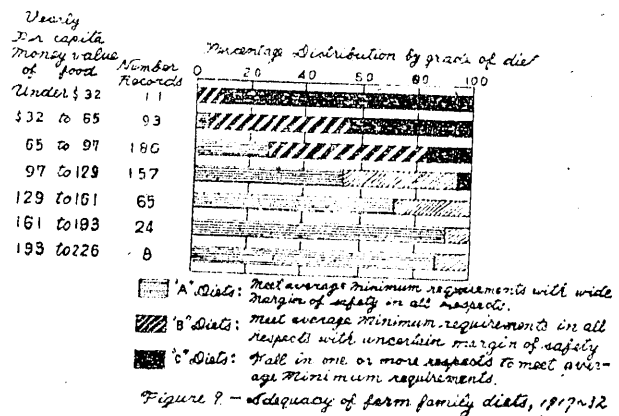 Yearly
Per capita
Money value
of food
Number
Records
Percentage Distribution by grade of diet
0 20 40 60 80 100
Under $ 32 11
$ 32 to 65 93
65 to 97 186
97 to 129 157
129 to 161 65
161 to 193 24
193 to 226 8
"A" Diets: Meet average minimum requirements with wide
margin of safety in all respects.
"B" Diets: Meet average minimum requirements in all
respects with uncertain margin of safety
"C" Diets: Fall in one or more respects to meet aver-
age minimum requirements.
Figure 9. - Adequacy of farm family diets, 1917-32